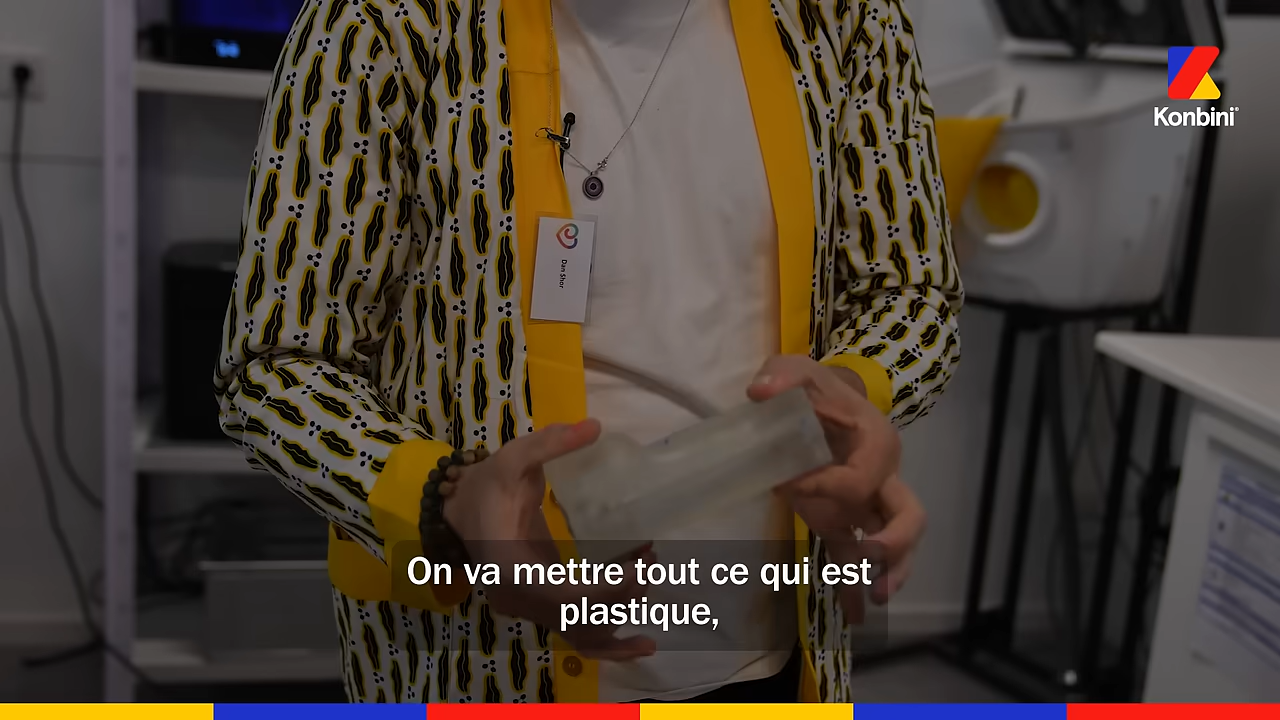 Konbini
Dan Shor
On va mettre tout ce qui est
plastique,